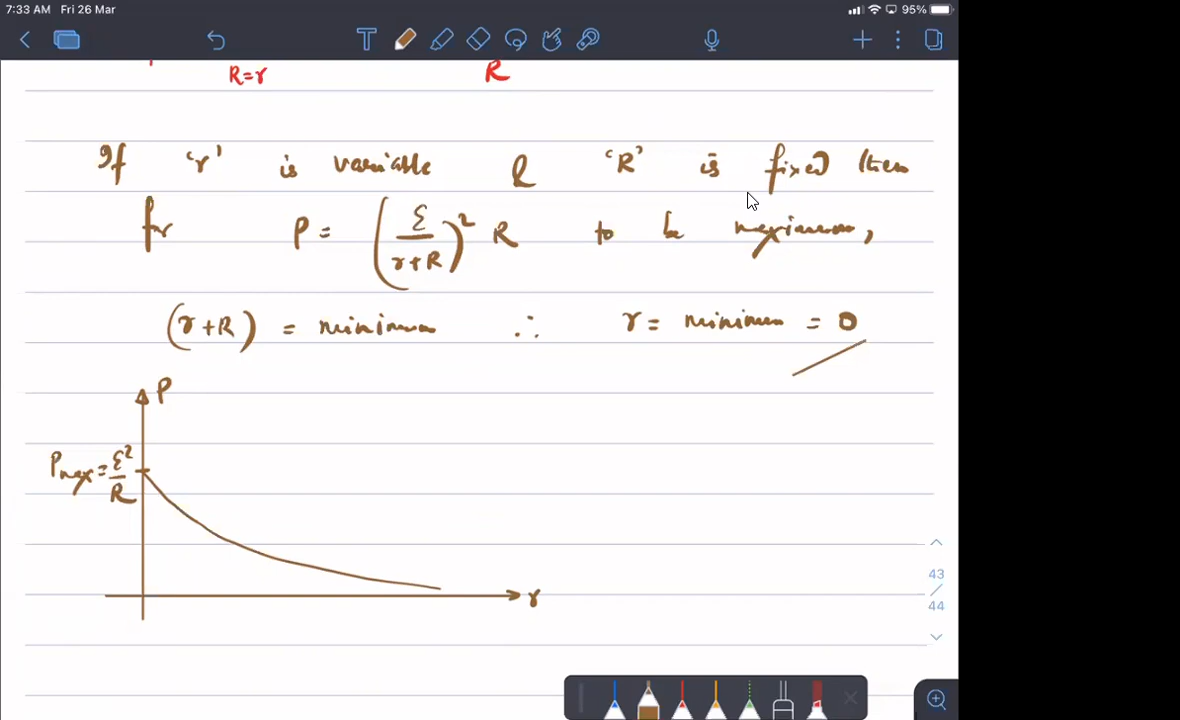 7:33 AM Fri 26 Mar 95%
T
R=r R
If 'r' is variable & 'R' is fixed then
for P = (ε/r+R)² R to be maximum,
(r+R) = minimum ∴ r = minimum = 0
P
Pmax = ε²/R
r
43
/
44